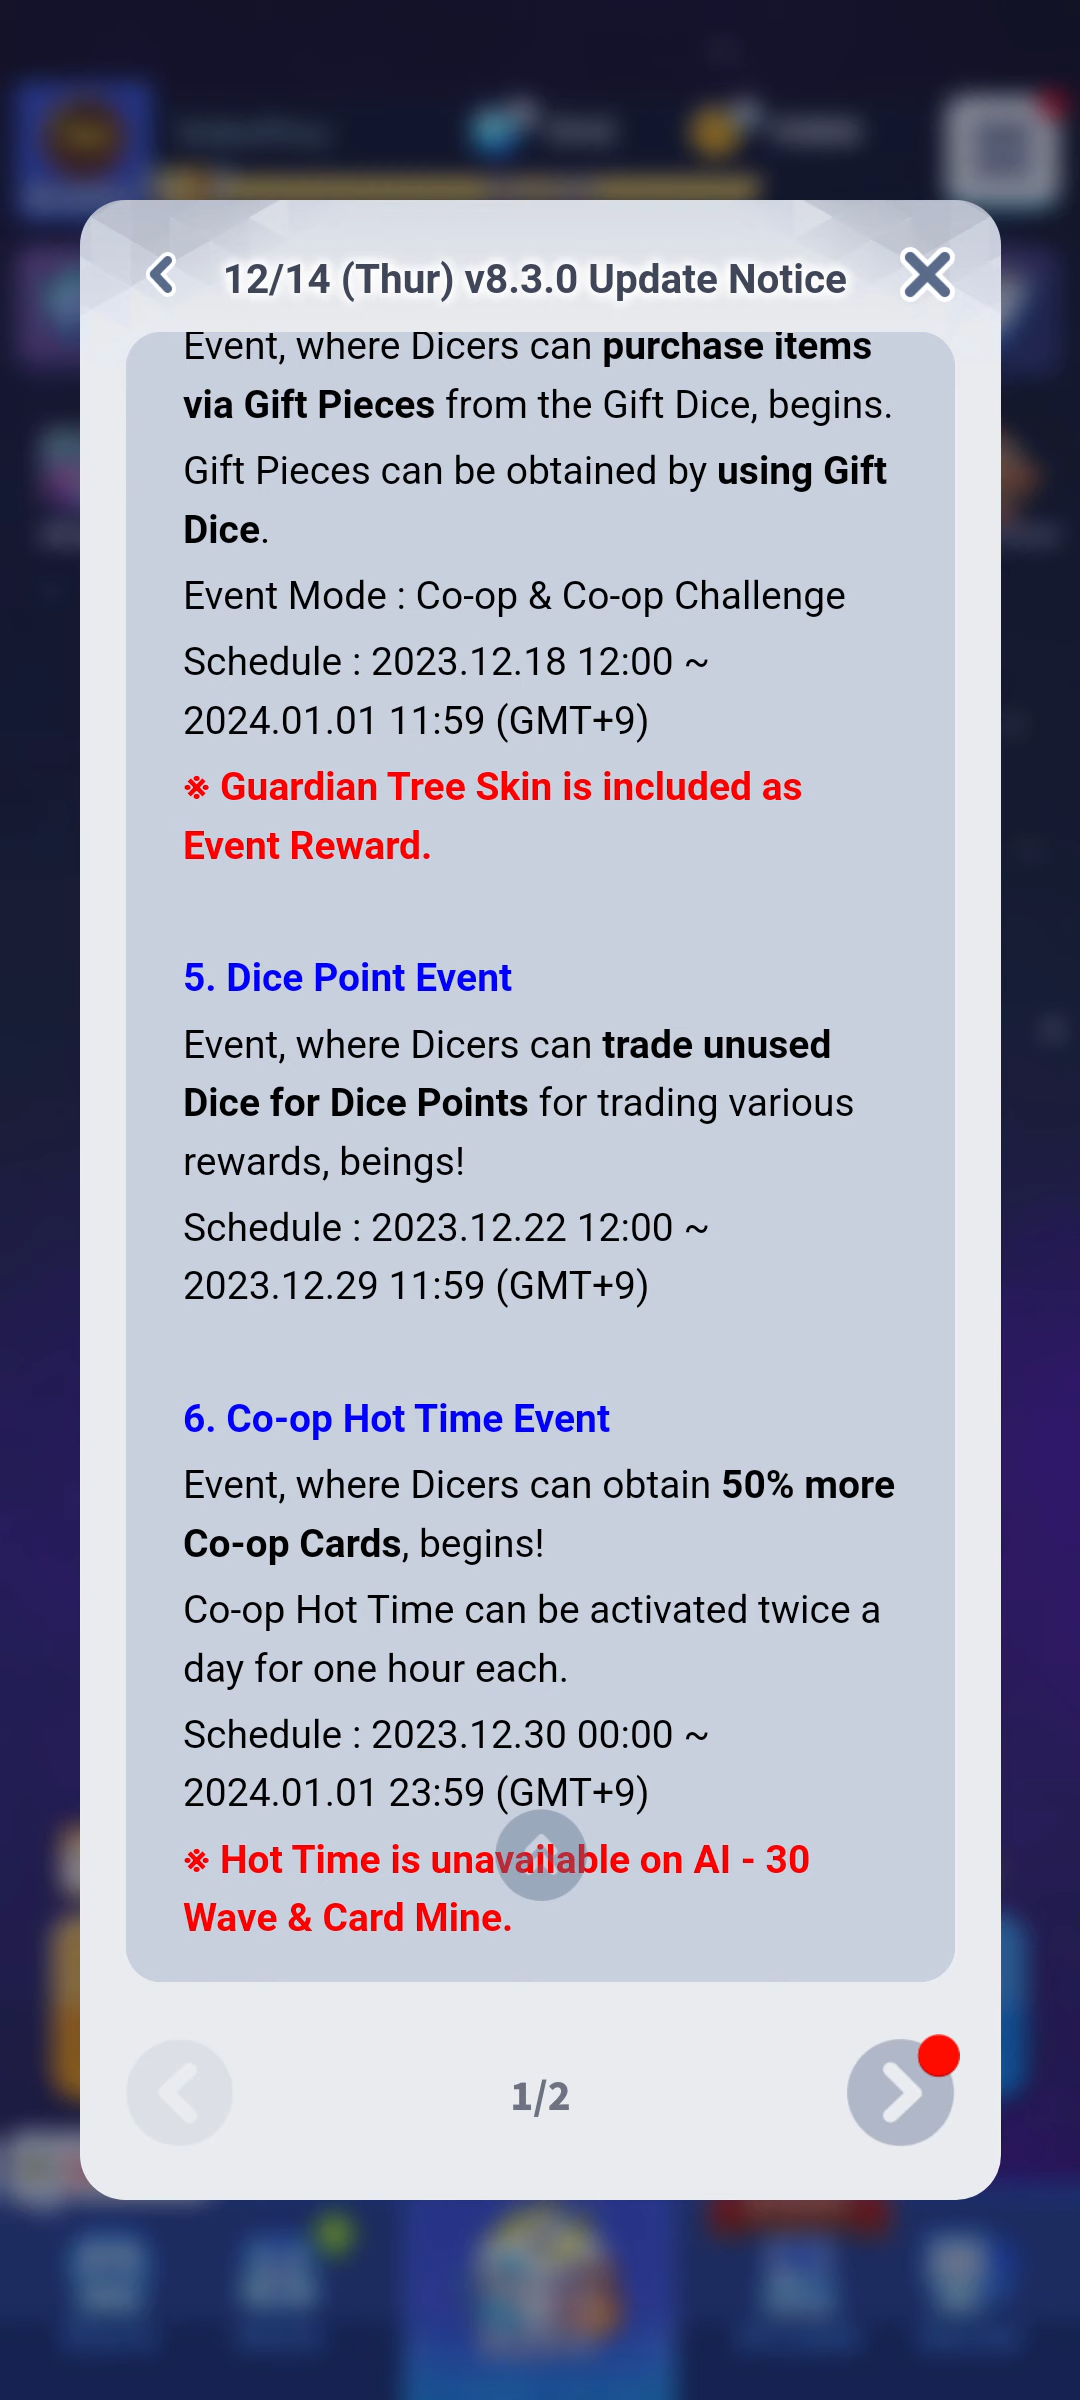 12/14 (Thur) v8.3.0 Update Notice
Event, where Dicers can purchase items
via Gift Pieces from the Gift Dice, begins.
Gift Pieces can be obtained by using Gift
Dice.
Event Mode : Co-op & Co-op Challenge
Schedule : 2023.12.18 12:00 ~
2024.01.01 11:59 (GMT+9)
※ Guardian Tree Skin is included as
Event Reward.
5. Dice Point Event
Event, where Dicers can trade unused
Dice for Dice Points for trading various
rewards, beings!
Schedule : 2023.12.22 12:00 ~
2023.12.29 11:59 (GMT+9)
6. Co-op Hot Time Event
Event, where Dicers can obtain 50% more
Co-op Cards, begins!
Co-op Hot Time can be activated twice a
day for one hour each.
Schedule : 2023.12.30 00:00 ~
2024.01.01 23:59 (GMT+9)
※ Hot Time is unavailable on AI - 30
Wave & Card Mine.
1/2